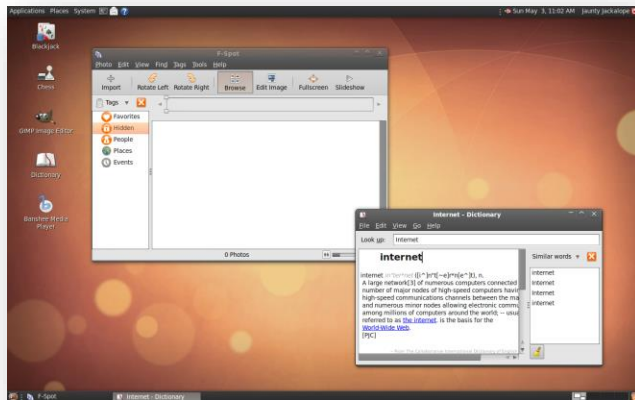 Applications Places System
Sun May 3, 11:02 AM jaunty jackalope
Blackjack
Chess
GIMP Image Editor
Dictionary
Banshee Media
Player
F-Spot
Photo Edit View Find Tags Tools Help
Import Rotate Left Rotate Right Browse Edit Image Fullscreen Slideshow
Tags
Favorites
Hidden
People
Places
Events
0 Photos
Internet - Dictionary
File Edit View Go Help
Look up: Internet
internet
internet
A large network[3] of numerous computers connected
number of major nodes of high-speed computers havin
high-speed communications channels between the ma
and numerous minor nodes allowing electronic commu
among millions of computers around the world; -- usua
referred to as the internet. is the basis for the
World-Wide Web.
[PJC]
Similar words
internet
Internet
Internet
internet
F-Spot
Internet - Dictionary